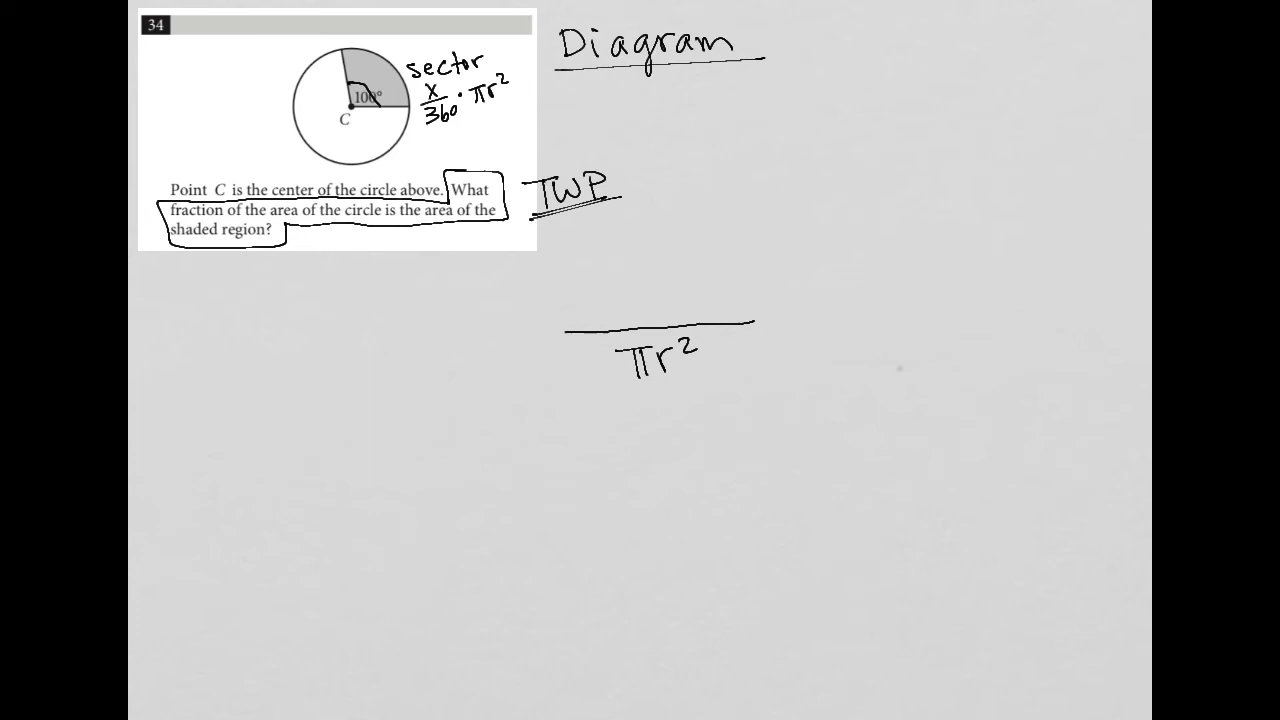 34
Diagram
sector
x/360° · πr²
100°
C
Point C is the center of the circle above. What
fraction of the area of the circle is the area of the
shaded region?
TWP
πr²